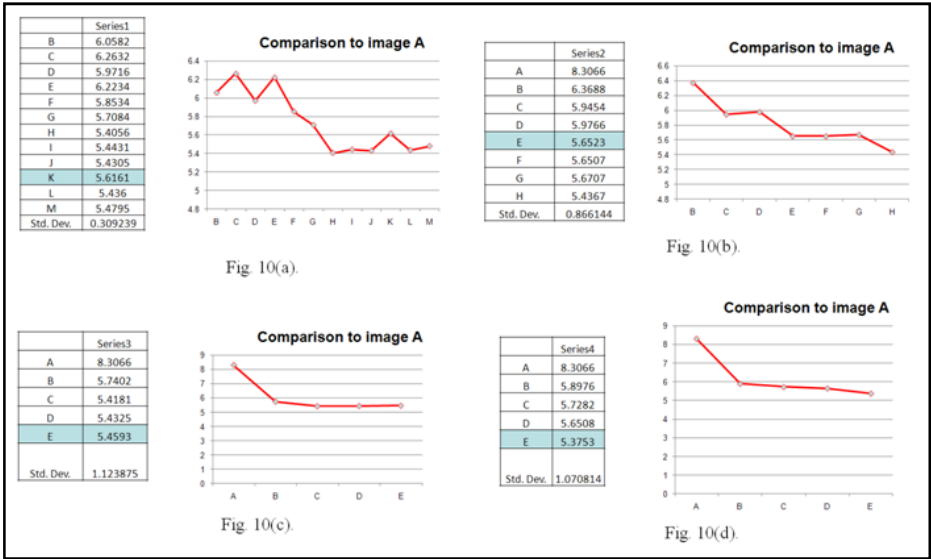 Series1
B 6.0582
C 6.2632
D 5.9716
E 6.2234
F 5.8534
G 5.7084
H 5.4056
I 5.4431
J 5.4305
K 5.6161
L 5.436
M 5.4795
Std. Dev. 0.309239
Comparison to image A
6.4
6.2
6
5.8
5.6
5.4
5.2
5
4.8
B C D E F G H I J K L M
Fig. 10(a).
Series2
A 8.3066
B 6.3688
C 5.9454
D 5.9766
E 5.6523
F 5.6507
G 5.6707
H 5.4367
Std. Dev. 0.866144
Comparison to image A
6.6
6.4
6.2
6
5.8
5.6
5.4
5.2
5
4.8
B C D E F G H
Fig. 10(b).
Series3
A 8.3066
B 5.7402
C 5.4181
D 5.4325
E 5.4593
Std. Dev. 1.123875
Comparison to image A
9
8
7
6
5
4
3
2
1
0
A B C D E
Fig. 10(c).
Series4
A 8.3066
B 5.8976
C 5.7282
D 5.6508
E 5.3753
Std. Dev. 1.070814
Comparison to image A
9
8
7
6
5
4
3
2
1
0
A B C D E
Fig. 10(d).